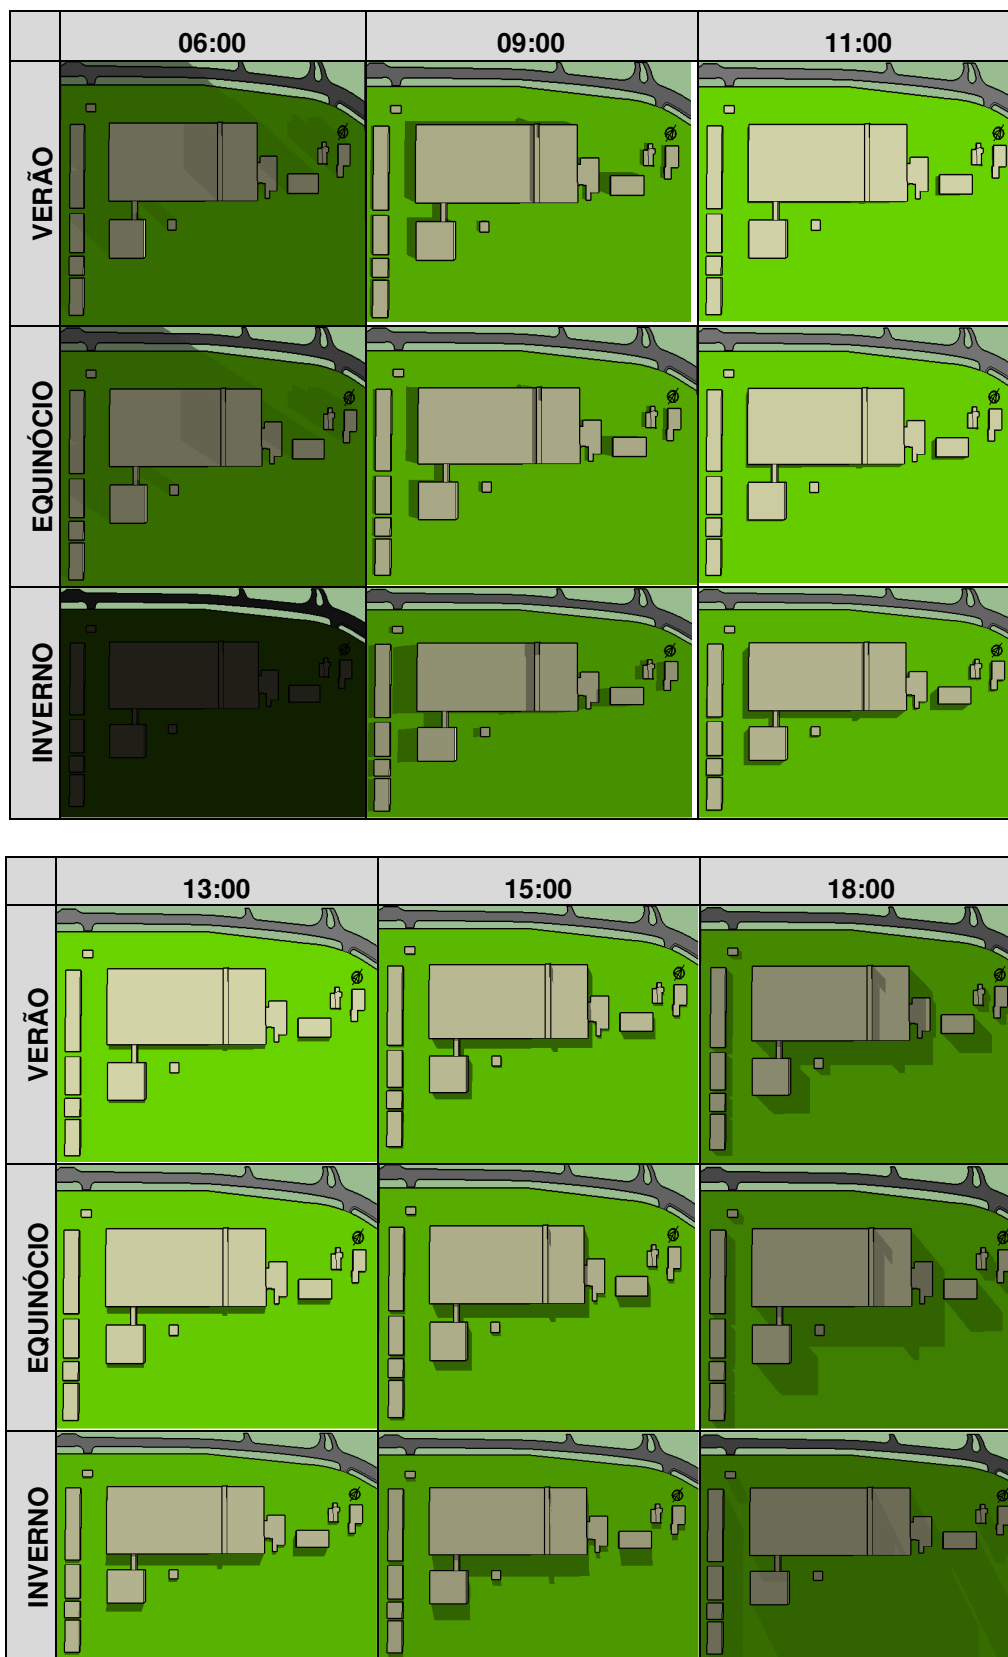 06:00 09:00 11:00
VERÃO
EQUINÓCIO
INVERNO
13:00 15:00 18:00
VERÃO
EQUINÓCIO
INVERNO